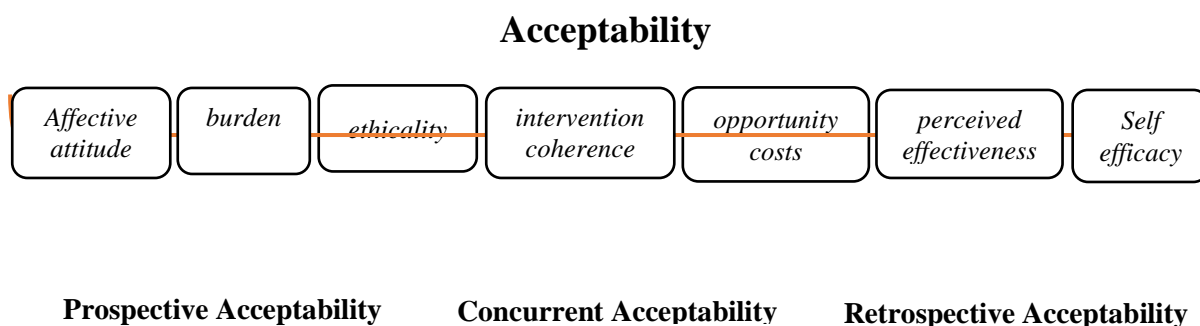 Acceptability
Affective
attitude
burden
ethicality
intervention
coherence
opportunity
costs
perceived
effectiveness
Self
efficacy
Prospective Acceptability
Concurrent Acceptability
Retrospective Acceptability